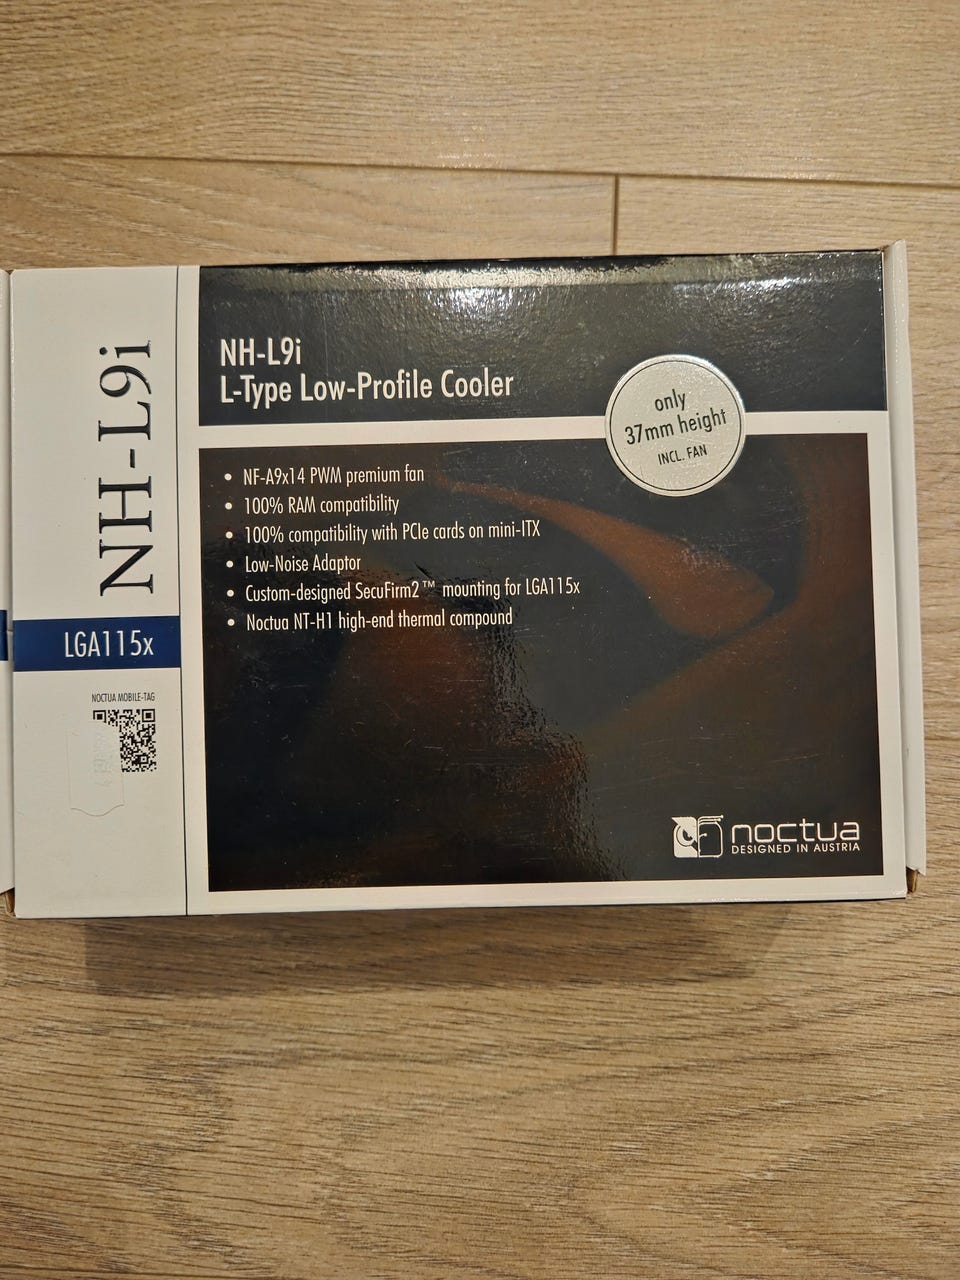 NH-L9i
LGA115x
NOCTUA MOBILE-TAG
NH-L9i
L-Type Low-Profile Cooler
only
37mm height
INCL. FAN
• NF-A9x14 PWM premium fan
• 100% RAM compatibility
• 100% compatibility with PCIe cards on mini-ITX
• Low-Noise Adaptor
• Custom-designed SecuFirm2™ mounting for LGA115x
• Noctua NT-H1 high-end thermal compound
noctua
DESIGNED IN AUSTRIA